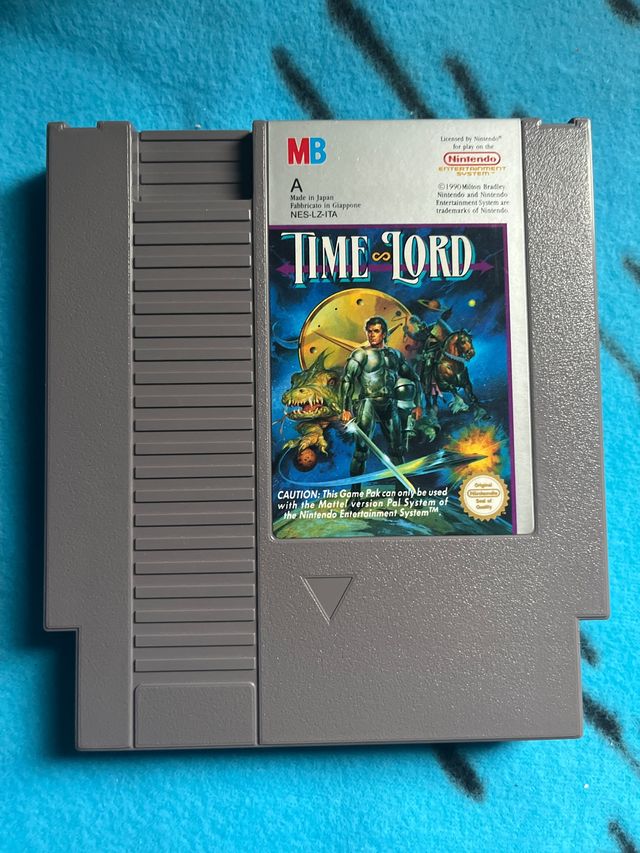 MB
A
Made in Japan
Fabbricato in Giappone
NES-LZ-ITA
Licensed by Nintendo®
for play on the
Nintendo®
ENTERTAINMENT
SYSTEM™
©1990 Milton Bradley.
Nintendo and Nintendo
Entertainment System are
trademarks of Nintendo.
TIME LORD
CAUTION: This Game Pak can only be used
with the Mattel version Pal System of
the Nintendo Entertainment System™.
Original
Nintendo
Seal of
Quality